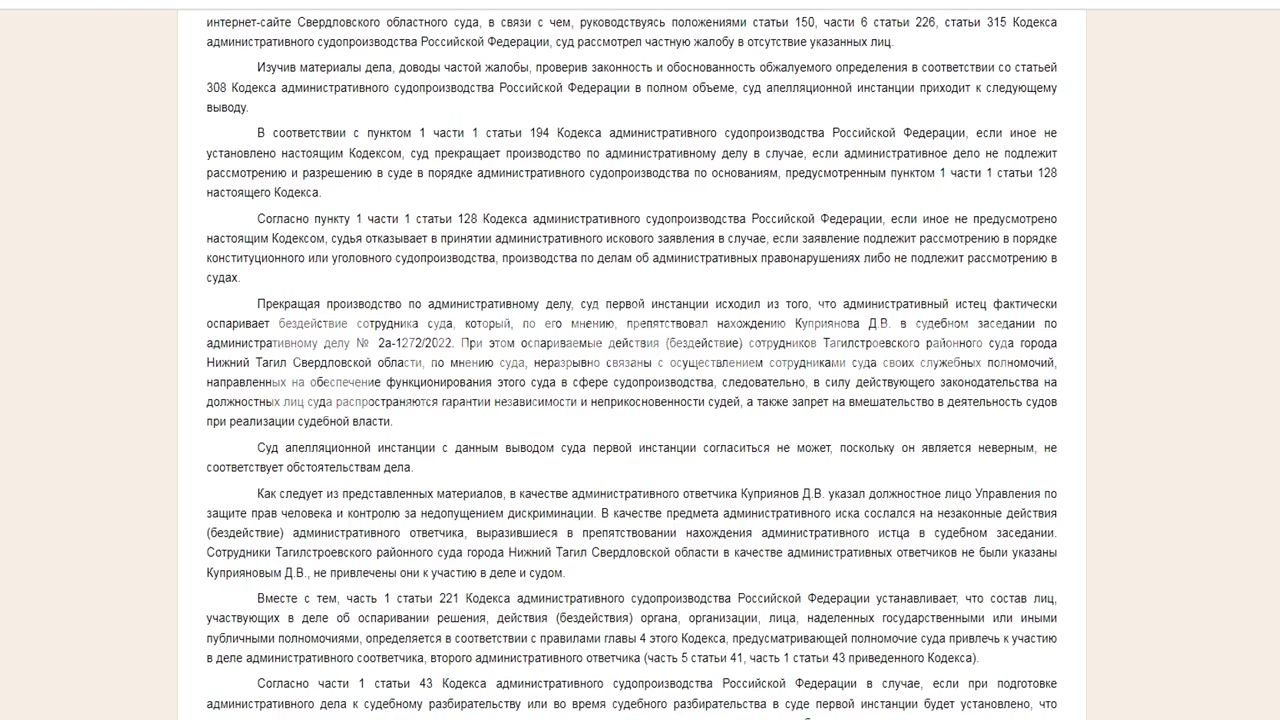 интернет-сайте Свердловского областного суда, в связи с чем, руководствуясь положениями статьи 150, части 6 статьи 226, статьи 315 Кодекса
административного судопроизводства Российской Федерации, суд рассмотрел частную жалобу в отсутствие указанных лиц.
Изучив материалы дела, доводы частой жалобы, проверив законность и обоснованность обжалуемого определения в соответствии со статьей
308 Кодекса административного судопроизводства Российской Федерации в полном объеме, суд апелляционной инстанции приходит к следующему
выводу.
В соответствии с пунктом 1 части 1 статьи 194 Кодекса административного судопроизводства Российской Федерации, если иное не
установлено настоящим Кодексом, суд прекращает производство по административному делу в случае, если административное дело не подлежит
рассмотрению и разрешению в суде в порядке административного судопроизводства по основаниям, предусмотренным пунктом 1 части 1 статьи 128
настоящего Кодекса.
Согласно пункту 1 части 1 статьи 128 Кодекса административного судопроизводства Российской Федерации, если иное не предусмотрено
настоящим Кодексом, судья отказывает в принятии административного искового заявления в случае, если заявление подлежит рассмотрению в порядке
конституционного или уголовного судопроизводства, производства по делам об административных правонарушениях либо не подлежит рассмотрению в
судах.
Прекращая производство по административному делу, суд первой инстанции исходил из того, что административный истец фактически
оспаривает бездействие сотрудника суда, который, по его мнению, препятствовал нахождению Куприянова Д.В. в судебном заседании по
административному делу № 2а-1272/2022. При этом оспариваемые действия (бездействие) сотрудников Тагилстроевского районного суда города
Нижний Тагил Свердловской области, по мнению суда, неразрывно связаны с осуществлением сотрудниками суда своих служебных полномочий,
направленных на обеспечение функционирования этого суда в сфере судопроизводства, следовательно, в силу действующего законодательства на
должностных лиц суда распространяются гарантии независимости и неприкосновенности судей, а также запрет на вмешательство в деятельность судов
при реализации судебной власти.
Суд апелляционной инстанции с данным выводом суда первой инстанции согласиться не может, поскольку он является неверным, не
соответствует обстоятельствам дела.
Как следует из представленных материалов, в качестве административного ответчика Куприянов Д.В. указал должностное лицо Управления по
защите прав человека и контролю за недопущением дискриминации. В качестве предмета административного иска сослался на незаконные действия
(бездействие) административного ответчика, выразившиеся в препятствовании нахождения административного истца в судебном заседании.
Сотрудники Тагилстроевского районного суда города Нижний Тагил Свердловской области в качестве административных ответчиков не были указаны
Куприяновым Д.В., не привлечены они к участию в деле и судом.
Вместе с тем, часть 1 статьи 221 Кодекса административного судопроизводства Российской Федерации устанавливает, что состав лиц,
участвующих в деле об оспаривании решения, действия (бездействия) органа, организации, лица, наделенных государственными или иными
публичными полномочиями, определяется в соответствии с правилами главы 4 этого Кодекса, предусматривающей полномочие суда привлечь к участию
в деле административного соответчика, второго административного ответчика (часть 5 статьи 41, часть 1 статьи 43 приведенного Кодекса).
Согласно части 1 статьи 43 Кодекса административного судопроизводства Российской Федерации в случае, если при подготовке
административного дела к судебному разбирательству или во время судебного разбирательства в суде первой инстанции будет установлено, что